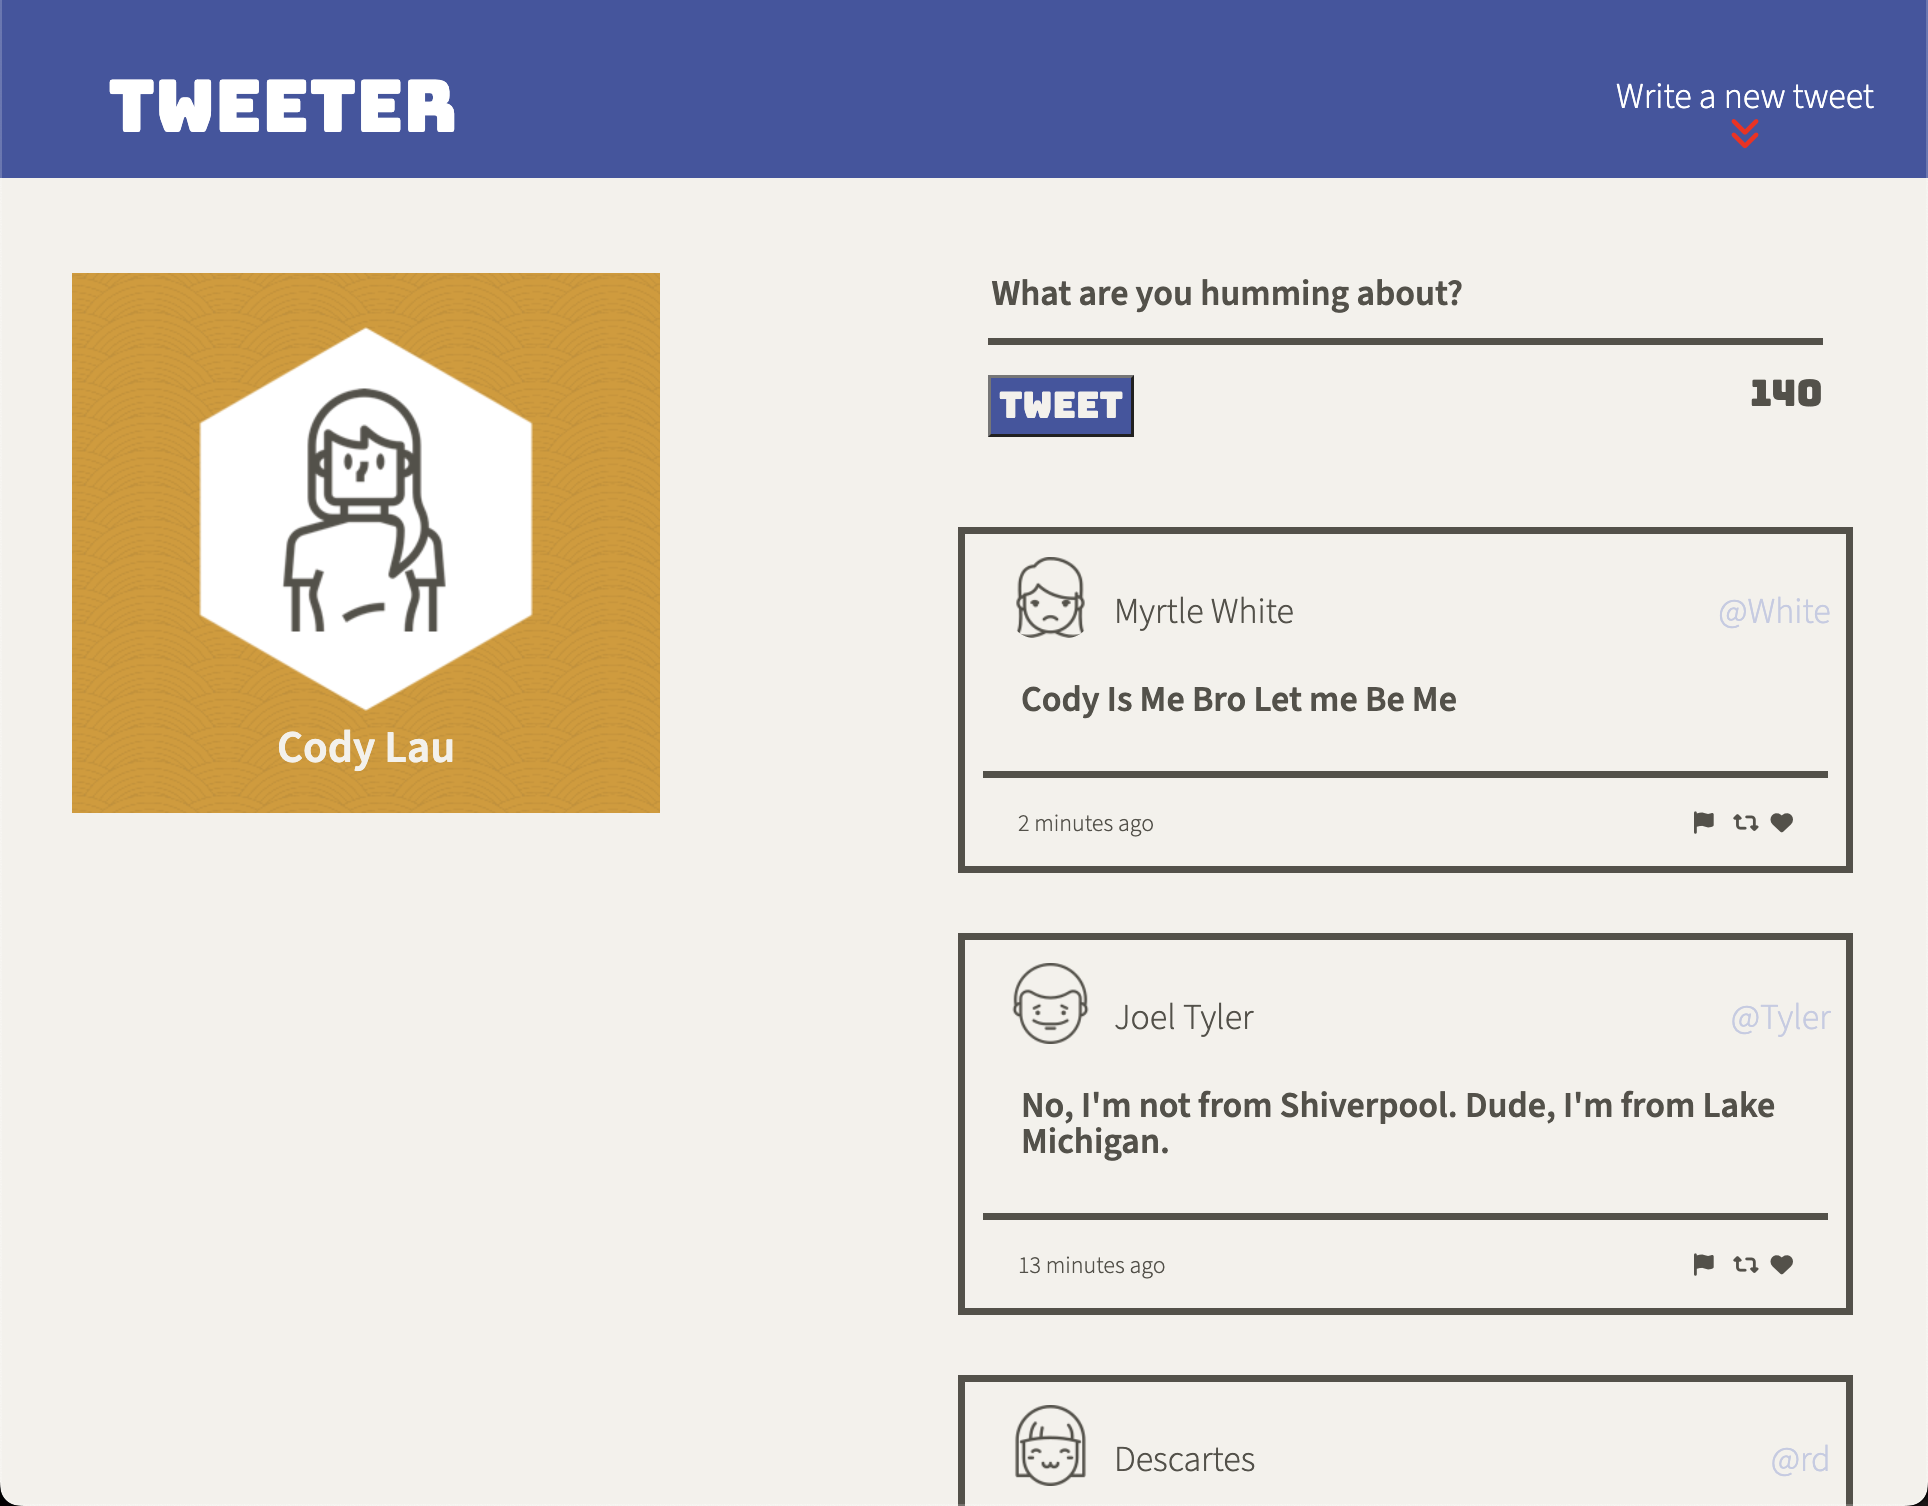 TWEETER
Write a new tweet
Cody Lau
What are you humming about?
TWEET
140
Myrtle White
@White
Cody Is Me Bro Let me Be Me
2 minutes ago
Joel Tyler
@Tyler
No, I'm not from Shiverpool. Dude, I'm from Lake
Michigan.
13 minutes ago
Descartes
@rd